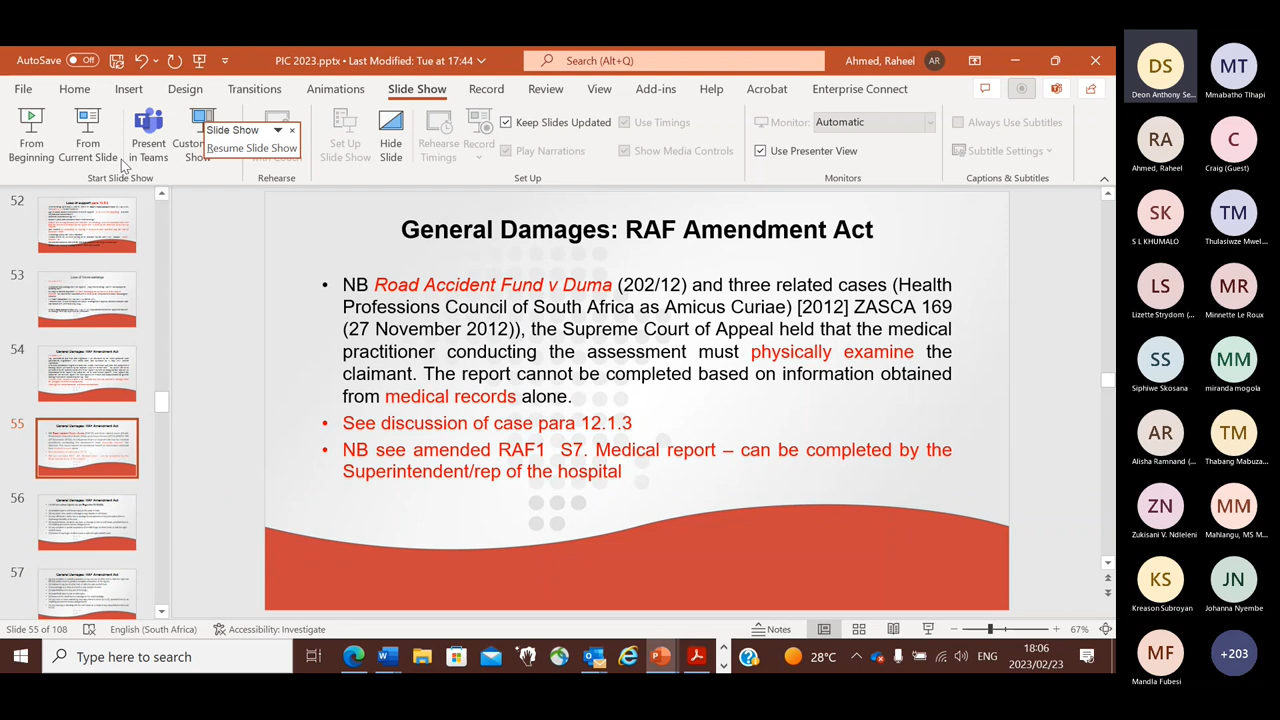 AutoSave Off PIC 2023.pptx • Last Modified: Tue at 17:44 Search (Alt+Q) Ahmed, Raheel AR
File Home Insert Design Transitions Animations Slide Show Record Review View Add-ins Help Acrobat Enterprise Connect
From Beginning
From Current Slide
Present in Teams
Slide Show
Resume Slide Show
Set Up Slide Show
Hide Slide
Rehearse Timings
Record
Keep Slides Updated
Play Narrations
Use Timings
Show Media Controls
Monitor: Automatic
Use Presenter View
Always Use Subtitles
Subtitle Settings
Start Slide Show Rehearse Set Up Monitors Captions & Subtitles
52
53
54
55
56
57
General Damages: RAF Amendment Act
• NB Road Accident Fund v Duma (202/12) and three related cases (Health
Professions Council of South Africa as Amicus Curiae) [2012] ZASCA 169
(27 November 2012)), the Supreme Court of Appeal held that the medical
practitioner conducting the assessment must physically examine the
claimant. The report cannot be completed based on information obtained
from medical records alone.
• See discussion of case para 12.1.3
• NB see amended RAF1 S7. Medical report – can be completed by the
Superintendent/rep of the hospital
Slide 55 of 108 English (South Africa) Accessibility: Investigate Notes 67%
Type here to search
28°C ENG 18:06
2023/02/23
DS MT
Deon Anthony Se... Mmabatho Tlhapi
RA C
Ahmed, Raheel Craig (Guest)
SK TM
S L KHUMALO Thulasizwe Mwel...
LS MR
Lizette Strydom (... Minnette Le Roux
SS MM
Siphiwe Skosana miranda mogola
AR TM
Alisha Ramnand (... Thabang Mabuza...
ZN MM
Zukisani V. Ndleleni Mahlangu, MS M...
KS JN
Kreason Subroyan Johanna Nyembe
MF +203
Mandla Fubesi